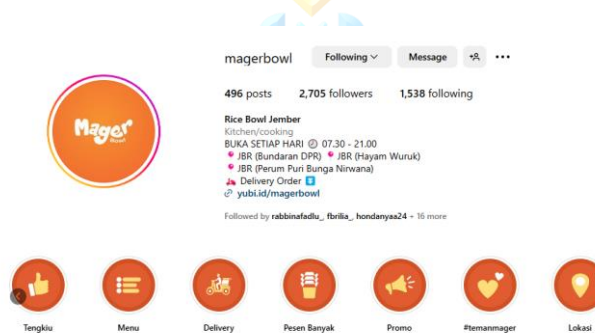 magerbowl Following Message
496 posts 2,705 followers 1,538 following
Rice Bowl Jember
Kitchen/cooking
BUKA SETIAP HARI 🕢 07.30 - 21.00
📍 JBR (Bundaran DPR) 📍 JBR (Hayam Wuruk)
📍 JBR (Perum Puri Bunga Nirwana)
🛵 Delivery Order ⬇️
yubi.id/magerbowl
Followed by rabbinafadlu_, fbrilia_, hondanyaa24 + 16 more
Mager
Bowl
Tengkiu Menu Delivery Pesen Banyak Promo #temanmager Lokasi